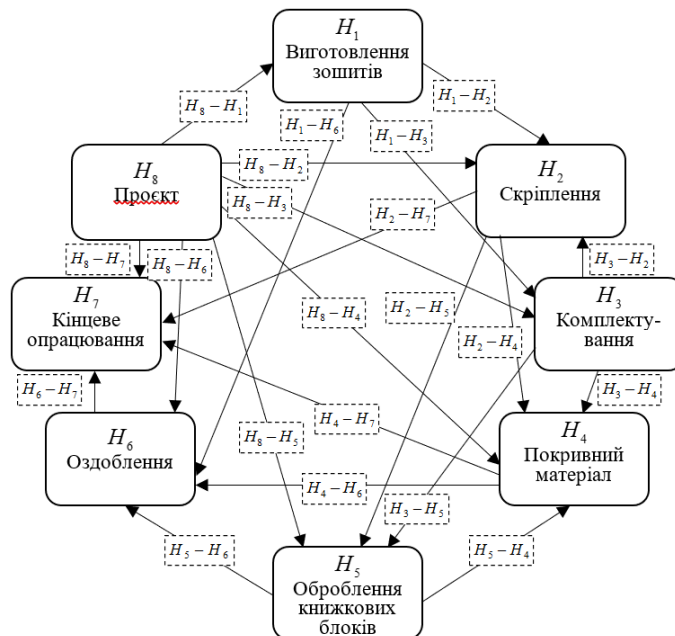 H₁
Виготовлення
зошитів
H₈ – H₁
H₁ – H₆
H₁ – H₂
H₁ – H₃
H₈
Проєкт
H₈ – H₂
H₂
Скріплення
H₈ – H₃
H₂ – H₇
H₈ – H₇
H₈ – H₆
H₃ – H₂
H₇
Кінцеве
опрацювання
H₈ – H₄
H₂ – H₅
H₂ – H₄
H₃
Комплекту-
вання
H₆ – H₇
H₃ – H₄
H₆
Оздоблення
H₈ – H₅
H₄ – H₇
H₄
Покривний
матеріал
H₄ – H₆
H₃ – H₅
H₅ – H₆
H₅ – H₄
H₅
Оброблення
книжкових
блоків